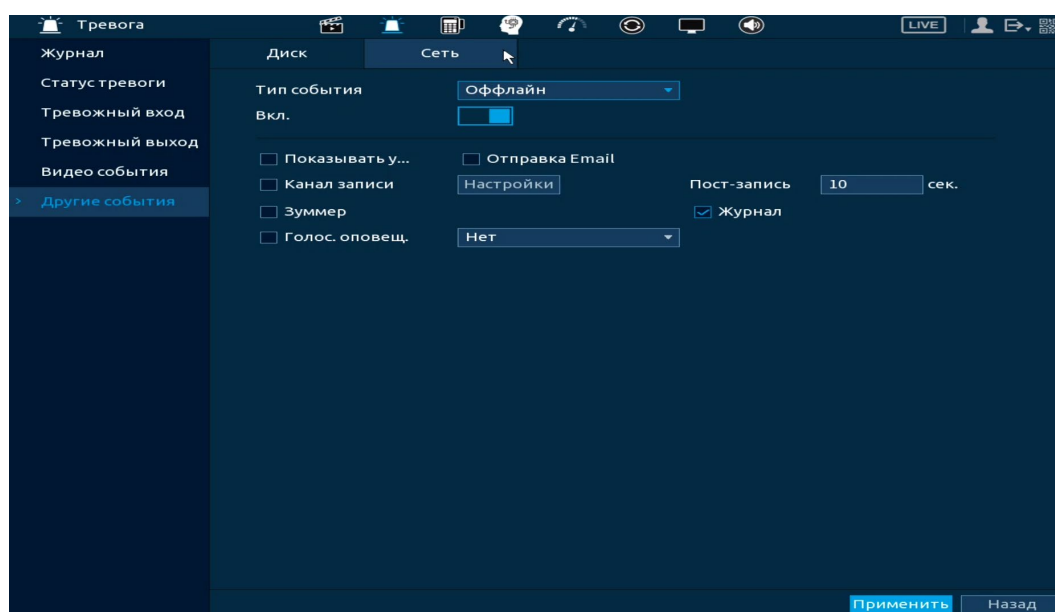 Тревога LIVE
Журнал Диск Сеть
Статус тревоги Тип события Оффлайн
Тревожный вход Вкл.
Тревожный выход
Показывать у... Отправка Email
Видео события
Канал записи Настройки Пост-запись 10 сек.
Другие события
Зуммер Журнал
Голос. оповещ. Нет
Применить Назад